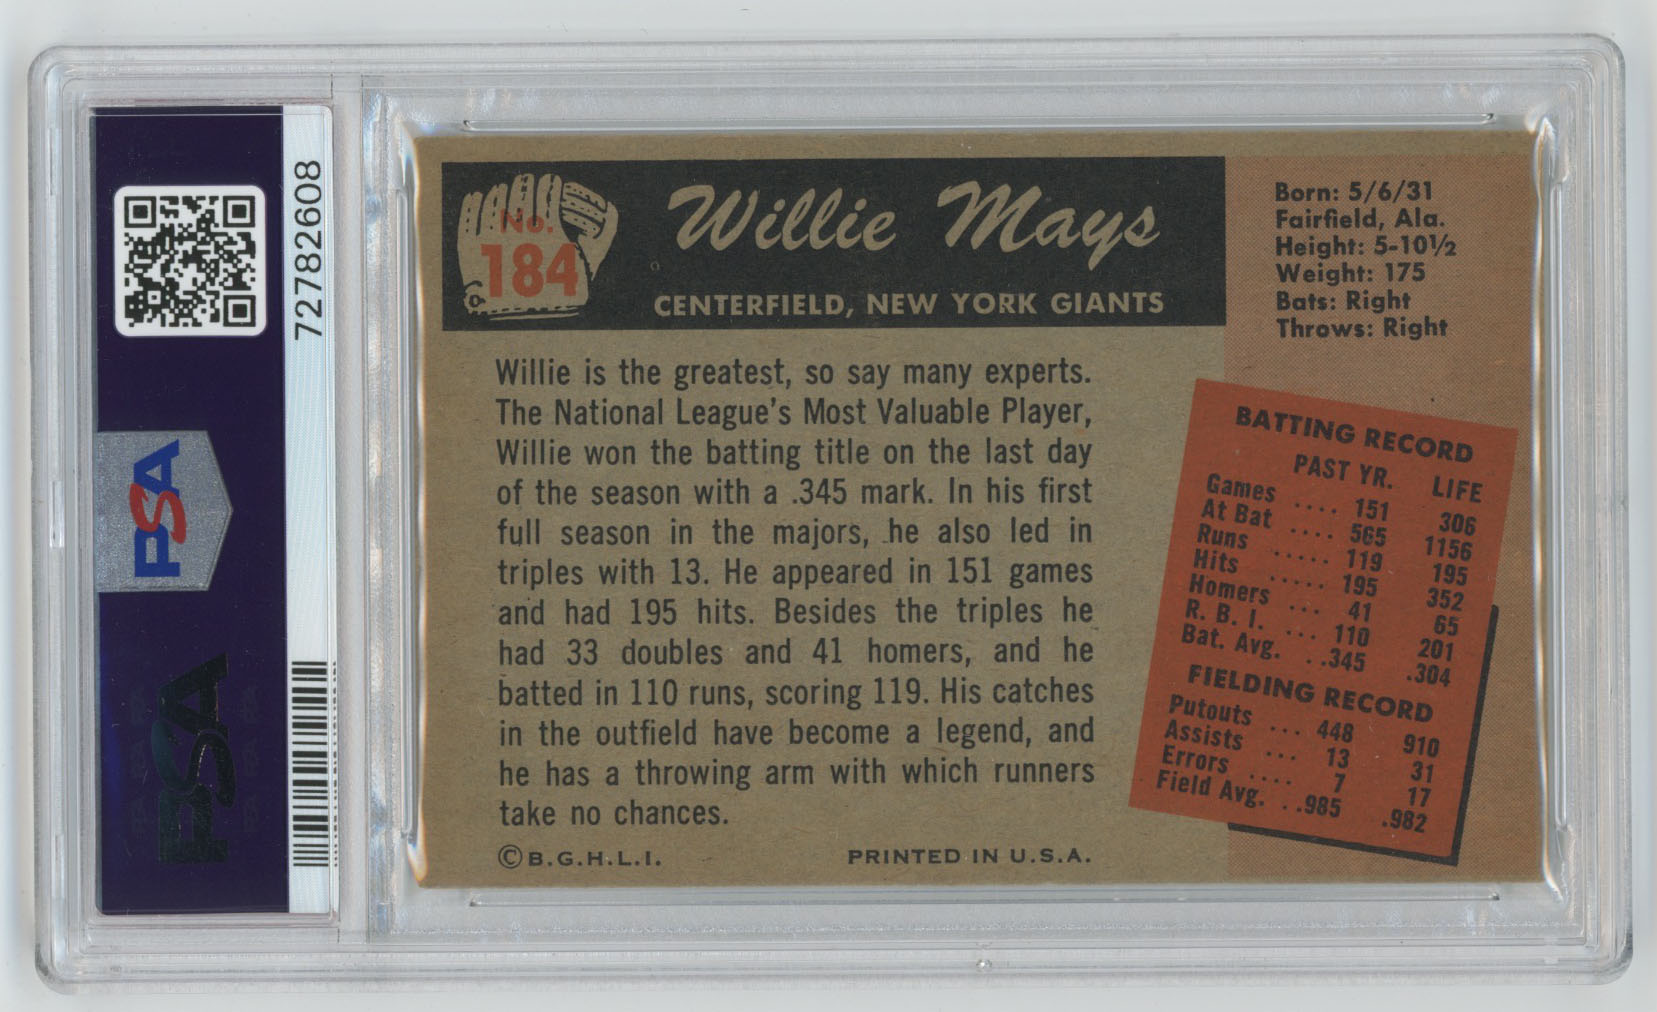 72782608
PSA
PSA
No.
184
Willie Mays
CENTERFIELD, NEW YORK GIANTS
Born: 5/6/31
Fairfield, Ala.
Height: 5-10½
Weight: 175
Bats: Right
Throws: Right
Willie is the greatest, so say many experts.
The National League's Most Valuable Player,
Willie won the batting title on the last day
of the season with a .345 mark. In his first
full season in the majors, he also led in
triples with 13. He appeared in 151 games
and had 195 hits. Besides the triples he
had 33 doubles and 41 homers, and he
batted in 110 runs, scoring 119. His catches
in the outfield have become a legend, and
he has a throwing arm with which runners
take no chances.
©B.G.H.L.I. PRINTED IN U.S.A.
BATTING RECORD
PAST YR. LIFE
Games .... 151 306
At Bat .... 565 1156
Runs ..... 119 195
Hits ..... 195 352
Homers ... 41 65
R. B. I. ... 110 201
Bat. Avg. ..345 .304
FIELDING RECORD
Putouts ... 448 910
Assists ... 13 31
Errors .... 7 17
Field Avg. ..985 .982